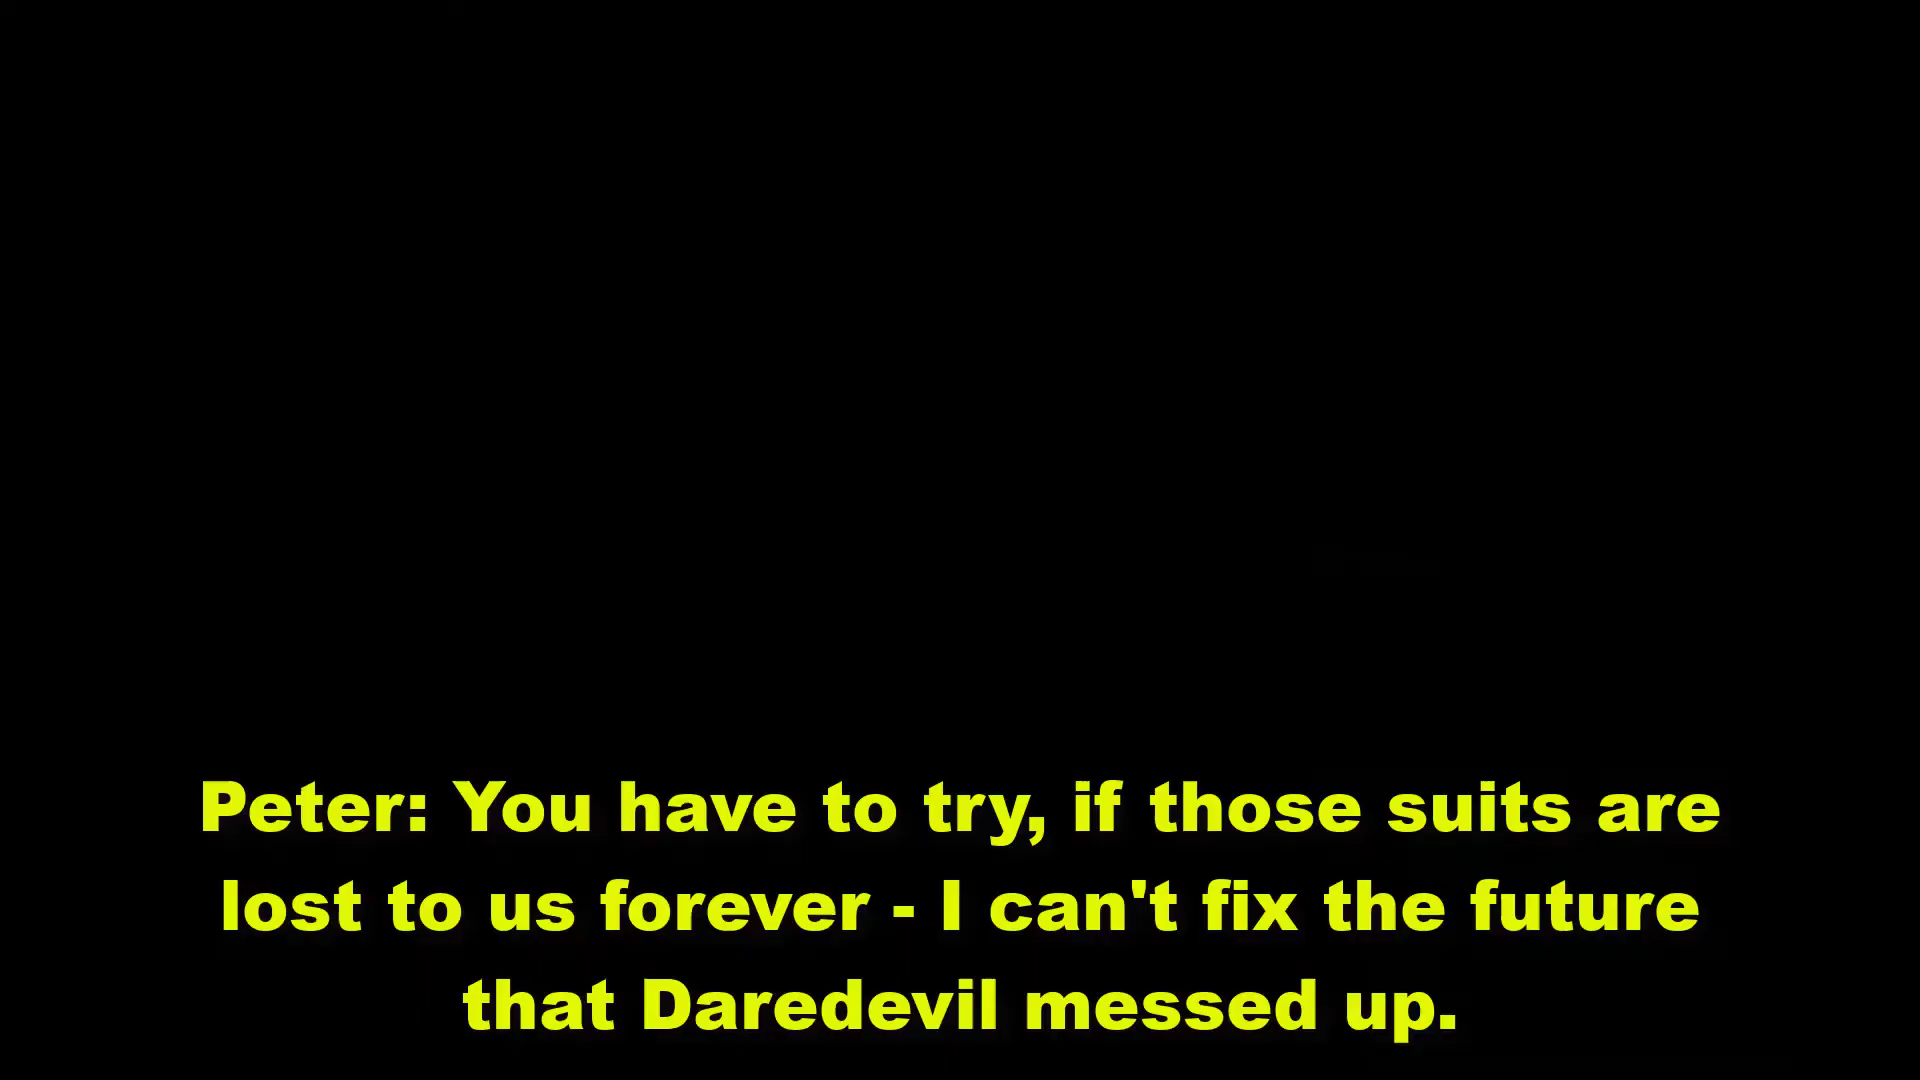 Peter: You have to try, if those suits are
lost to us forever - I can't fix the future
that Daredevil messed up.